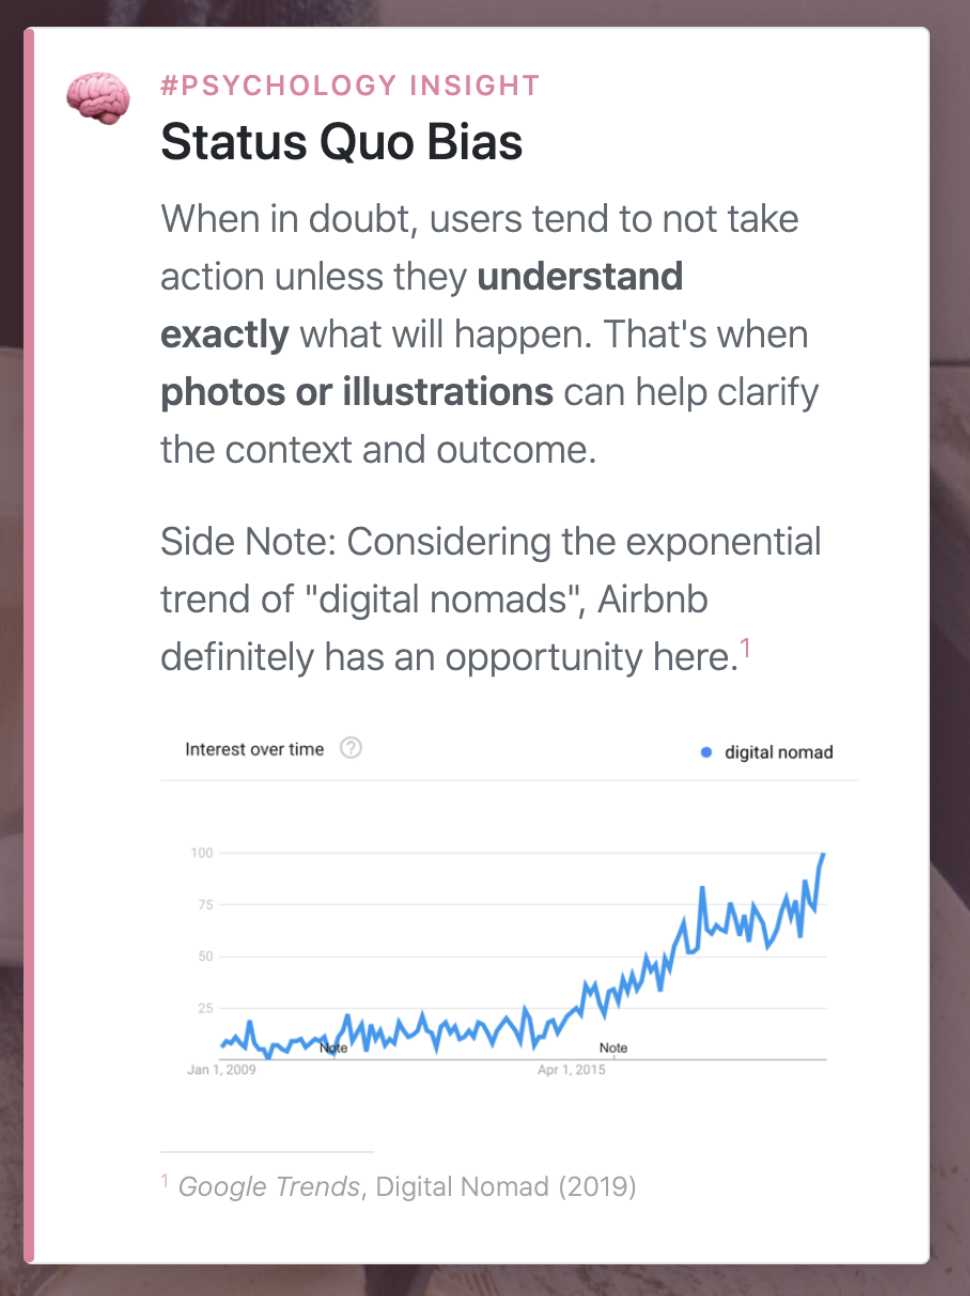 #PSYCHOLOGY INSIGHT
Status Quo Bias
When in doubt, users tend to not take
action unless they understand
exactly what will happen. That's when
photos or illustrations can help clarify
the context and outcome.
Side Note: Considering the exponential
trend of "digital nomads", Airbnb
definitely has an opportunity here.1
Interest over time ?
digital nomad
100
75
50
25
Note
Note
Jan 1, 2009
Apr 1, 2015
1 Google Trends, Digital Nomad (2019)